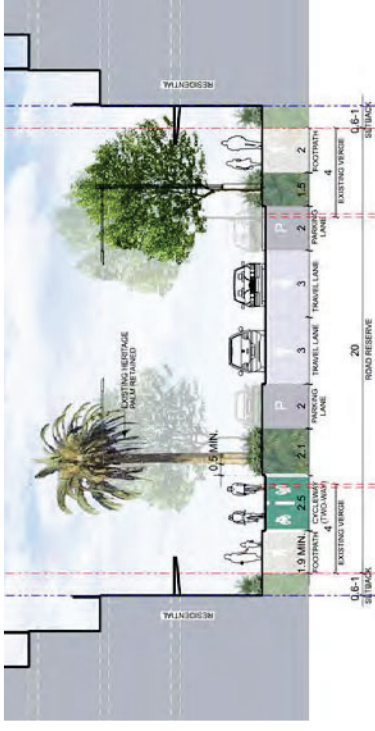 RESIDENTIAL
RESIDENTIAL
EXISTING HERITAGE
PALM RETAINED
0.5 MIN.
P
P
1.9 MIN.
2.5
2.1
2
3
3
2
1.5
2
FOOTPATH
CYCLEWAY
(TWO-WAY)
PARKING
LANE
TRAVEL LANE
TRAVEL LANE
PARKING
LANE
FOOTPATH
4
EXISTING VERGE
4
EXISTING VERGE
0.6-1
SETBACK
20
ROAD RESERVE
0.6-1
SETBACK